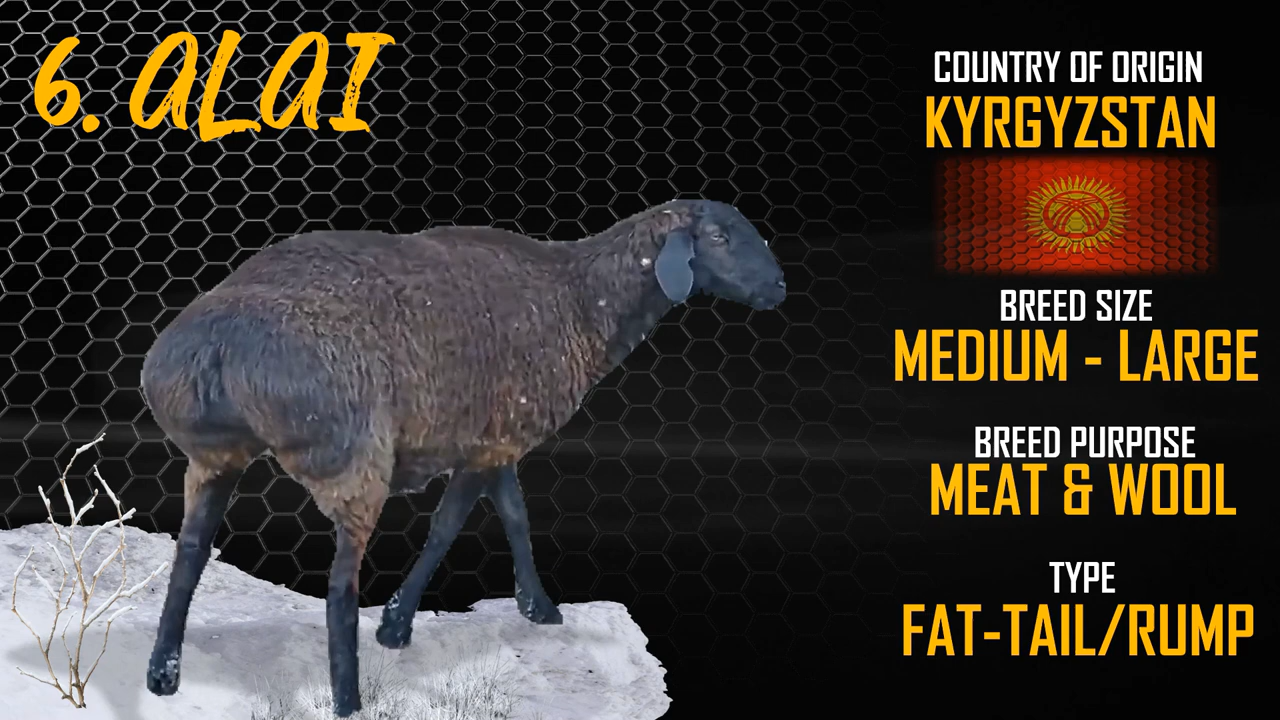 6. ALAI
COUNTRY OF ORIGIN
KYRGYZSTAN
BREED SIZE
MEDIUM - LARGE
BREED PURPOSE
MEAT & WOOL
TYPE
FAT-TAIL/RUMP